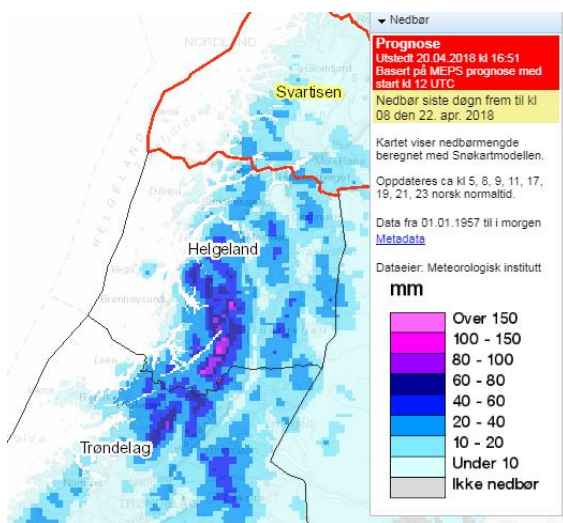 Nedbør
Prognose
Utstedt 20.04.2018 kl 16:51
Basert på MEPS prognose med
start kl 12 UTC
Nedbør siste døgn frem til kl
08 den 22. apr. 2018
Kartet viser nedbørmengde
beregnet med Snøkartmodellen.
Oppdateres ca kl 5, 8, 9, 11, 17,
19, 21, 23 norsk normaltid.
Data fra 01.01.1957 til i morgen
Metadata
Dataeier: Meteorologisk institutt
mm
Over 150
100 - 150
80 - 100
60 - 80
40 - 60
20 - 40
10 - 20
Under 10
Ikke nedbør
NORDLAND
Glomfjord
Svartisen
HELGELAND
Dønna
Helgeland
Vega
Brønnøysund
Leka
Trøndelag